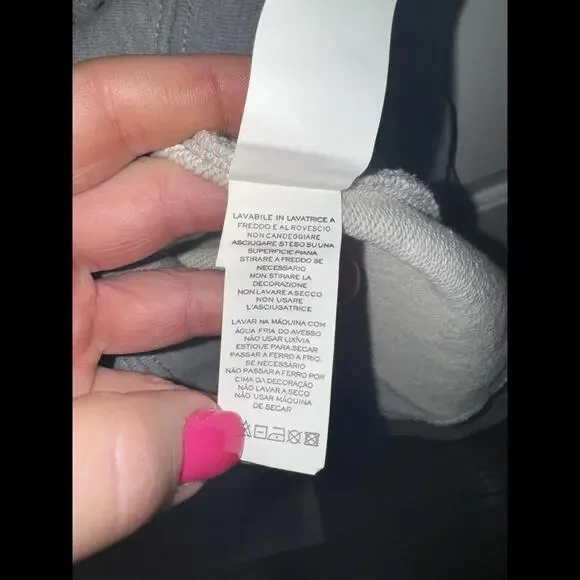 LAVABILE IN LAVATRICE A
FREDDO E AL ROVESCIO
NON CANDEGGIARE
ASCIUGARE STESO SU UNA
SUPERFICIE PIANA
STIRARE A FREDDO SE
NECESSARIO
NON STIRARE LA
DECORAZIONE
NON LAVARE A SECCO
NON USARE
L'ASCIUGATRICE
LAVAR NA MÁQUINA COM
ÁGUA FRIA DO AVESSO
NÃO USAR LIXÍVIA
ESTIQUE PARA SECAR
PASSAR A FERRO A FRIO,
SE NECESSÁRIO
NÃO PASSAR A FERRO POR
CIMA DA DECORAÇÃO
NÃO LAVAR A SECO
NÃO USAR MÁQUINA
DE SECAR